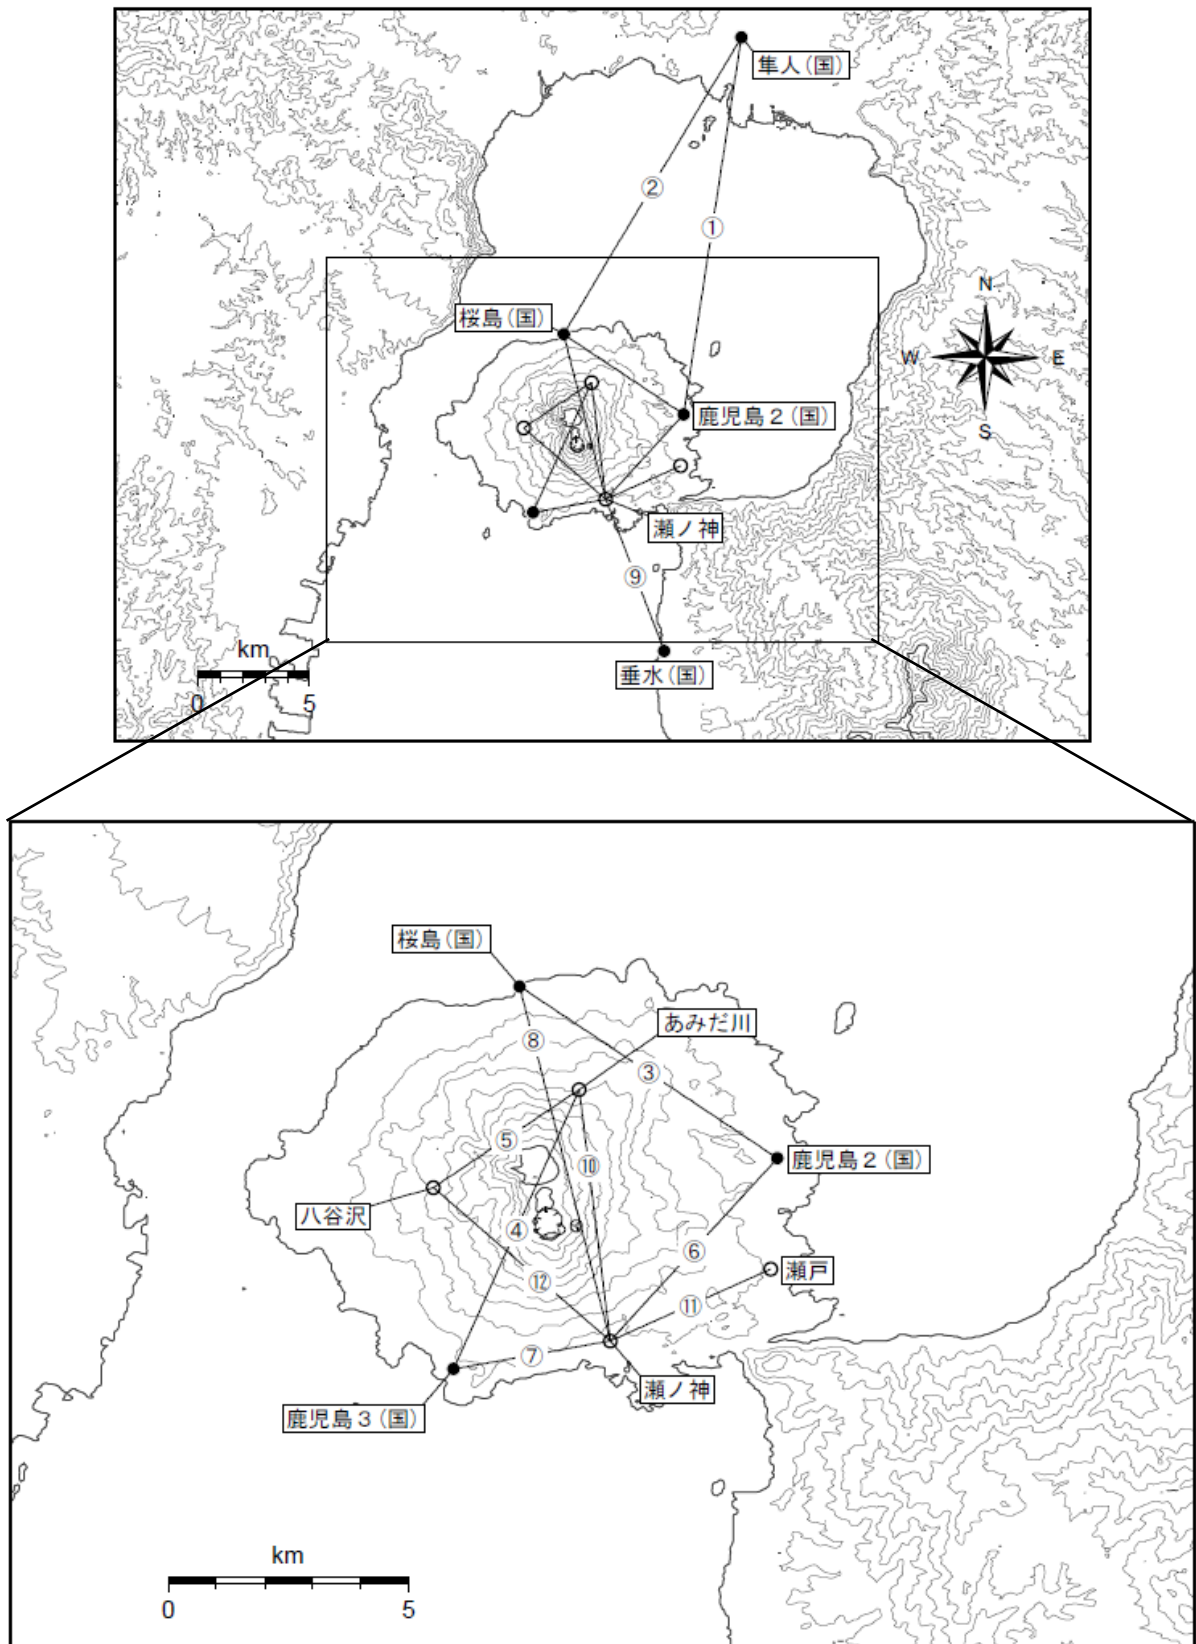 隼人(国)
②
①
N
桜島(国)
W
E
鹿児島2(国)
S
瀬ノ神
⑨
km
垂水(国)
0
5
桜島(国)
あみだ川
⑧
③
⑤
鹿児島2(国)
⑩
八谷沢
④
⑥
瀬戸
⑫
⑪
⑦
瀬ノ神
鹿児島3(国)
km
0
5